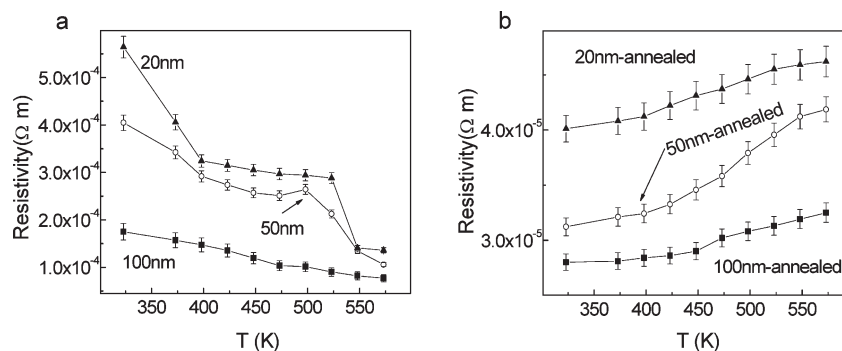 a
20nm
50nm
100nm
5.0x10⁻⁴
4.0x10⁻⁴
3.0x10⁻⁴
2.0x10⁻⁴
1.0x10⁻⁴
Resistivity(Ω m)
350 400 450 500 550
T (K)
b
20nm-annealed
50nm-annealed
100nm-annealed
4.0x10⁻⁵
3.0x10⁻⁵
Resistivity(Ω m)
350 400 450 500 550
T (K)